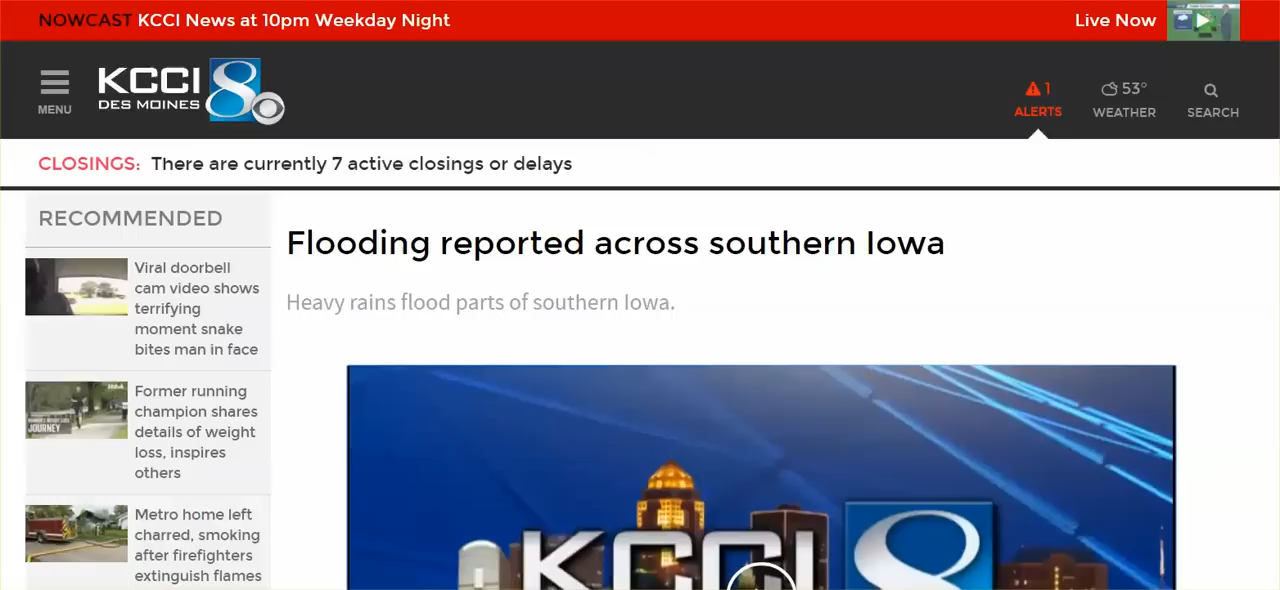 NOWCAST KCCI News at 10pm Weekday Night
Live Now
MENU
KCCI 8
DES MOINES
1
ALERTS
53°
WEATHER
SEARCH
CLOSINGS: There are currently 7 active closings or delays
RECOMMENDED
Viral doorbell
cam video shows
terrifying
moment snake
bites man in face
Former running
champion shares
details of weight
loss, inspires
others
JOURNEY
Metro home left
charred, smoking
after firefighters
extinguish flames
Flooding reported across southern Iowa
Heavy rains flood parts of southern Iowa.
KCCI 8